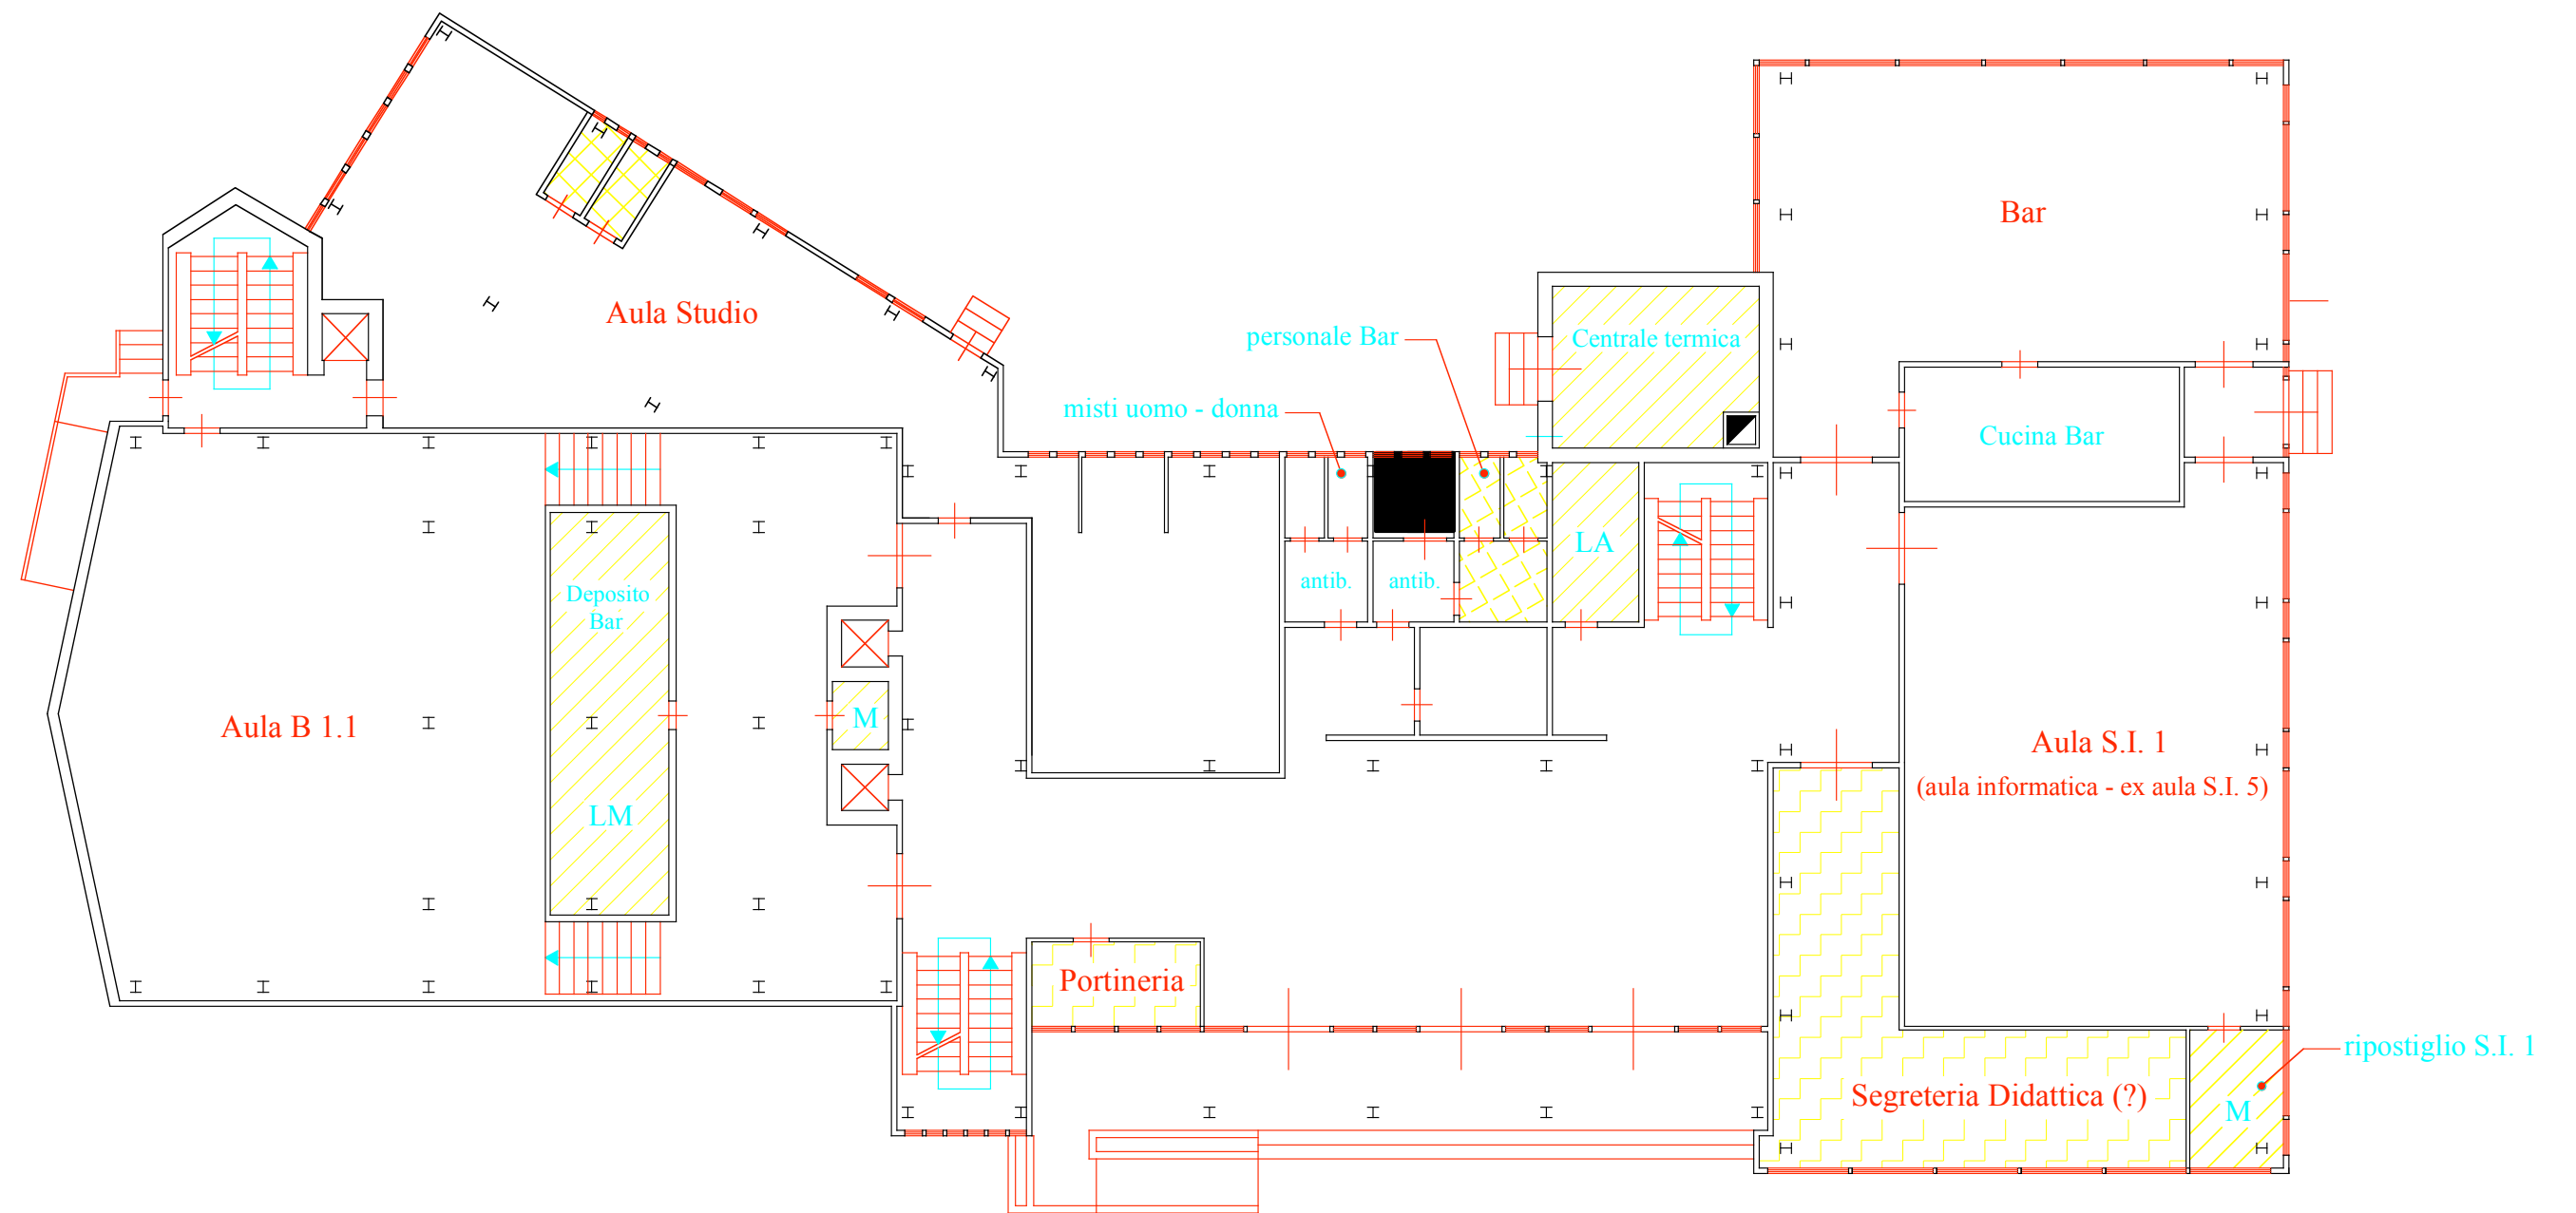 Bar
Aula Studio
personale Bar
Centrale termica
misti uomo - donna
Cucina Bar
LA
antib.
antib.
Deposito
Bar
M
Aula B 1.1
LM
Aula S.I. 1
(aula informatica - ex aula S.I. 5)
Portineria
ripostiglio S.I. 1
Segreteria Didattica (?)
M